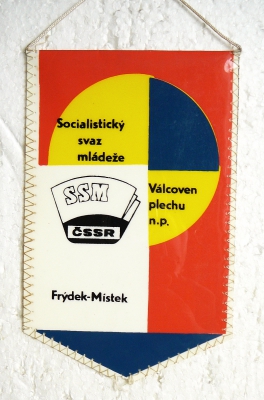 Socialistický
svaz
mládeže
SSM
ČSSR
Válcoven
plechu
n.p.
Frýdek-Místek